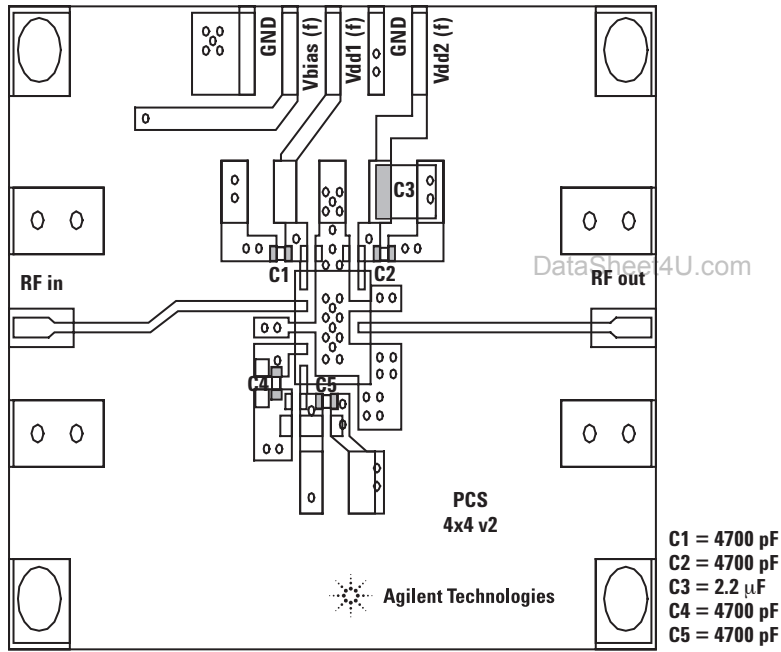 GND
Vbias (f)
Vdd1 (f)
GND
Vdd2 (f)
C3
C1
C2
DataSheet4U.com
RF in
RF out
C4
C5
PCS
4x4 v2
Agilent Technologies
C1 = 4700 pF
C2 = 4700 pF
C3 = 2.2 μF
C4 = 4700 pF
C5 = 4700 pF